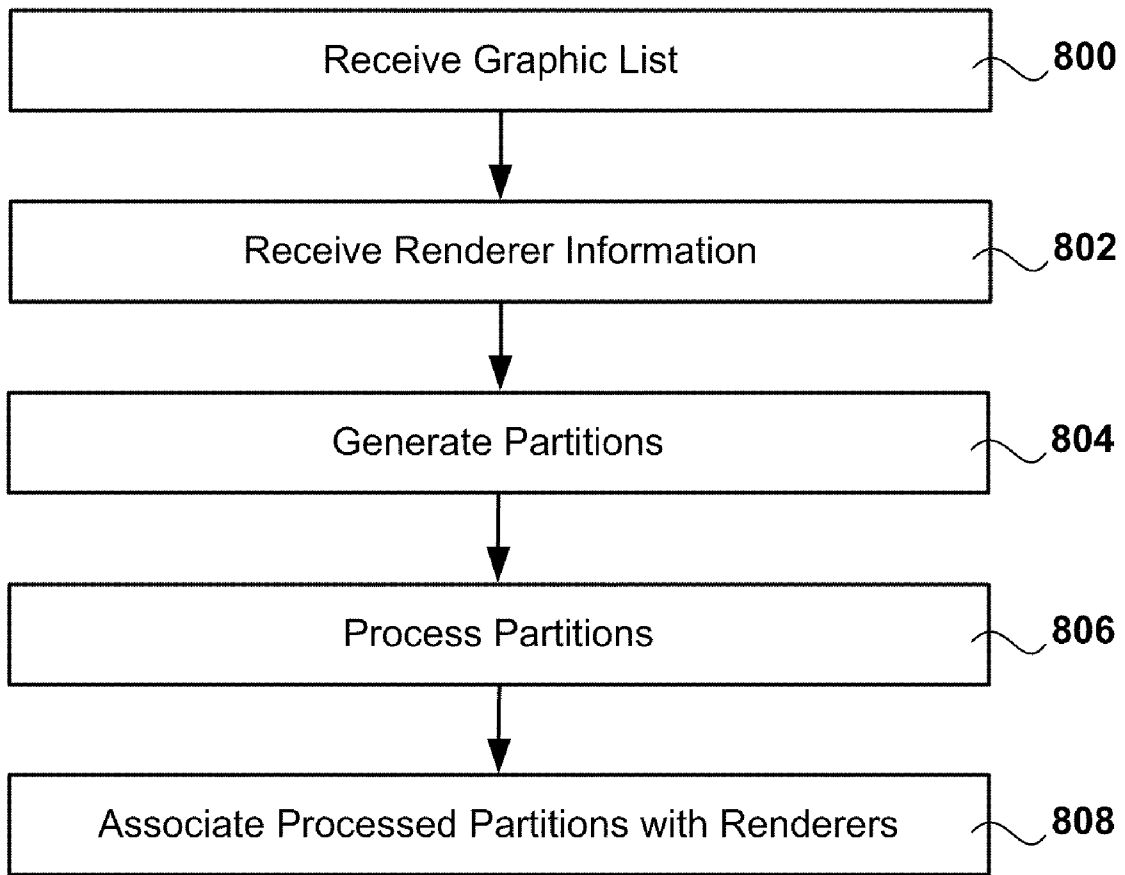 Receive Graphic List 800
Receive Renderer Information 802
Generate Partitions 804
Process Partitions 806
Associate Processed Partitions with Renderers 808